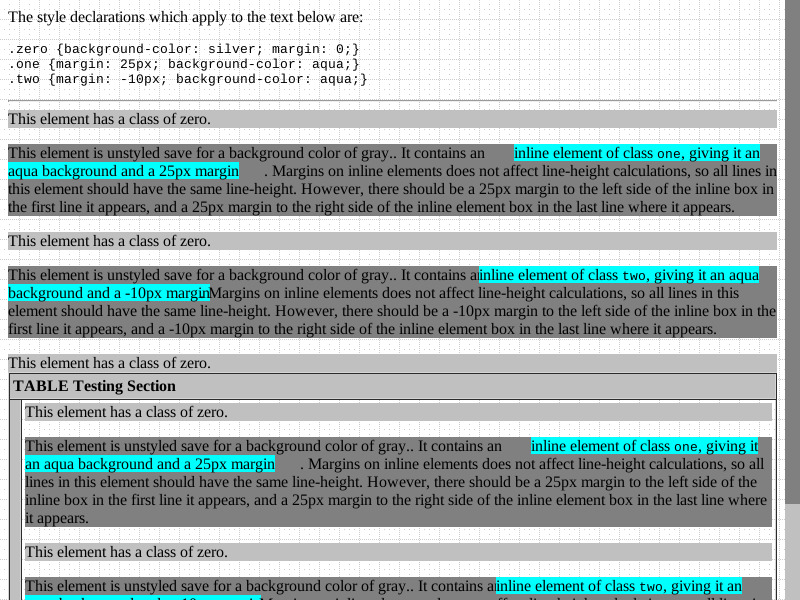 The style declarations which apply to the text below are:
.zero {background-color: silver; margin: 0;}
.one {margin: 25px; background-color: aqua;}
.two {margin: -10px; background-color: aqua;}
This element has a class of zero.
This element is unstyled save for a background color of gray.. It contains an inline element of class one, giving it an
aqua background and a 25px margin. Margins on inline elements does not affect line-height calculations, so all lines in
this element should have the same line-height. However, there should be a 25px margin to the left side of the inline box in
the first line it appears, and a 25px margin to the right side of the inline element box in the last line where it appears.
This element has a class of zero.
This element is unstyled save for a background color of gray.. It contains a inline element of class two, giving it an aqua
background and a -10px margin Margins on inline elements does not affect line-height calculations, so all lines in this
element should have the same line-height. However, there should be a -10px margin to the left side of the inline box in the
first line it appears, and a -10px margin to the right side of the inline element box in the last line where it appears.
This element has a class of zero.
TABLE Testing Section
This element has a class of zero.
This element is unstyled save for a background color of gray.. It contains an inline element of class one, giving it
an aqua background and a 25px margin. Margins on inline elements does not affect line-height calculations, so all
lines in this element should have the same line-height. However, there should be a 25px margin to the left side of the
inline box in the first line it appears, and a 25px margin to the right side of the inline element box in the last line where
it appears.
This element has a class of zero.
This element is unstyled save for a background color of gray.. It contains a inline element of class two, giving it an